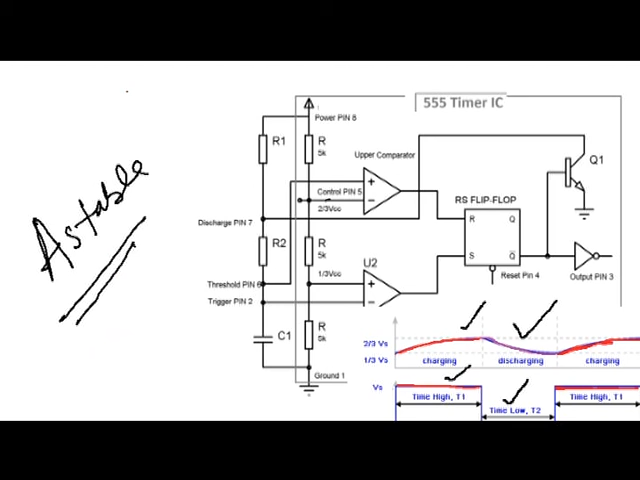 555 Timer IC
Power PIN 8
R1
R
5k
Upper Comparator
Q1
+
Control PIN 5
−
2/3Vcc
RS FLIP-FLOP
Astable
R
Q
Discharge PIN 7
R2
R
5k
U2
S
Q
1/3Vcc
Reset Pin 4
Output PIN 3
Threshold PIN 6
+
Trigger PIN 2
−
C1
R
5k
2/3 Vs
1/3 Vs
charging
discharging
charging
Ground 1
Vs
Time High, T1
Time Low, T2
Time High, T1